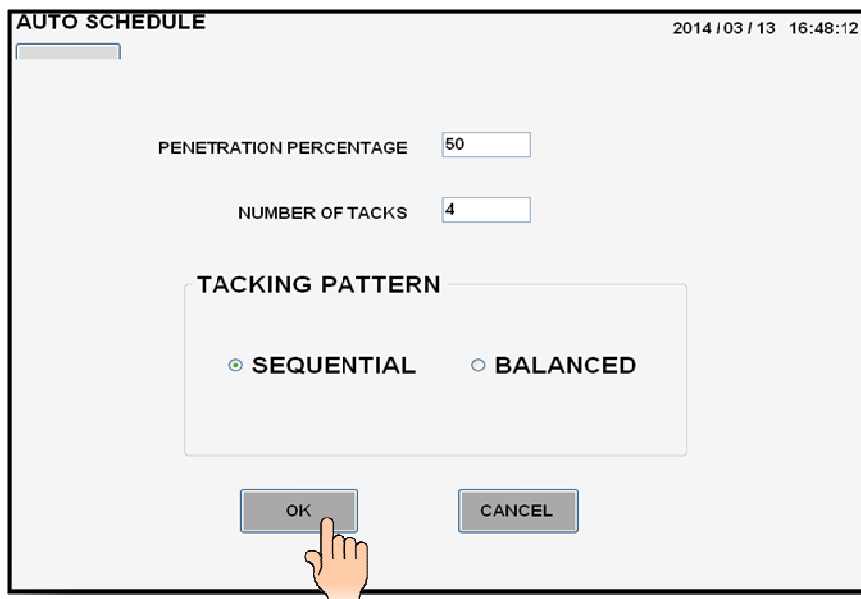 AUTO SCHEDULE
2014/03/13 16:48:12
PENETRATION PERCENTAGE 50
NUMBER OF TACKS 4
TACKING PATTERN
SEQUENTIAL BALANCED
OK CANCEL